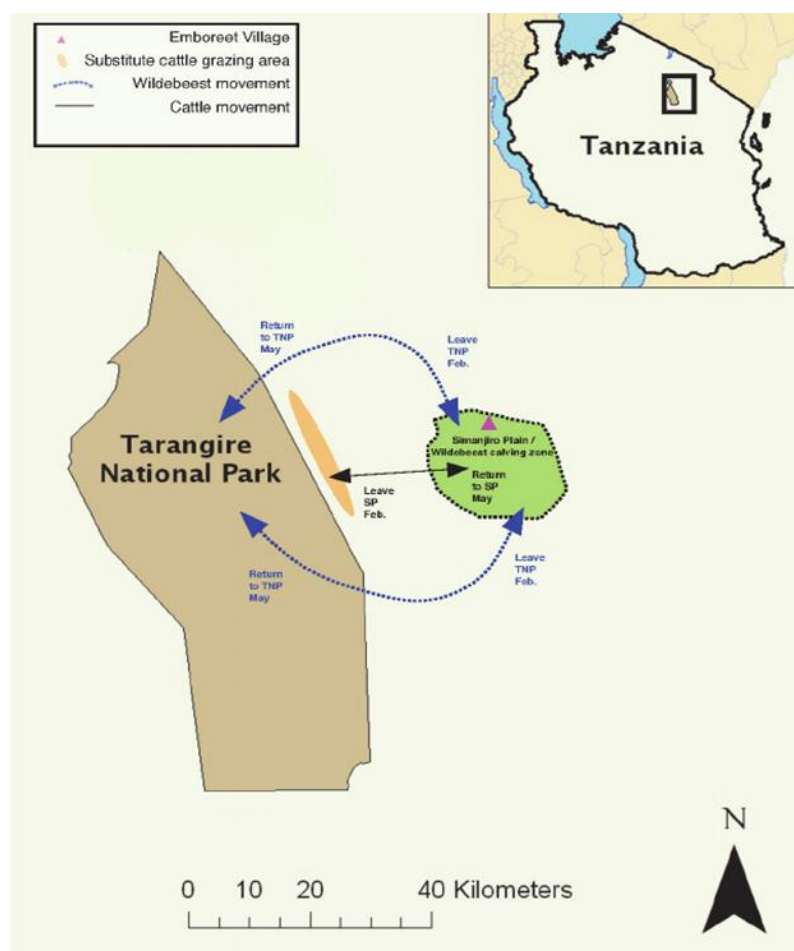 Emboreet Village
Substitute cattle grazing area
Wildebeest movement
Cattle movement
Tanzania
Return
to TNP
May
Leave
TNP
Feb.
Tarangire
National Park
Simanjiro Plain /
Wildebeest calving zone
Return
to SP
May
Leave
SP
Feb.
Return
to TNP
May
Leave
TNP
Feb.
N
0 10 20 40 Kilometers